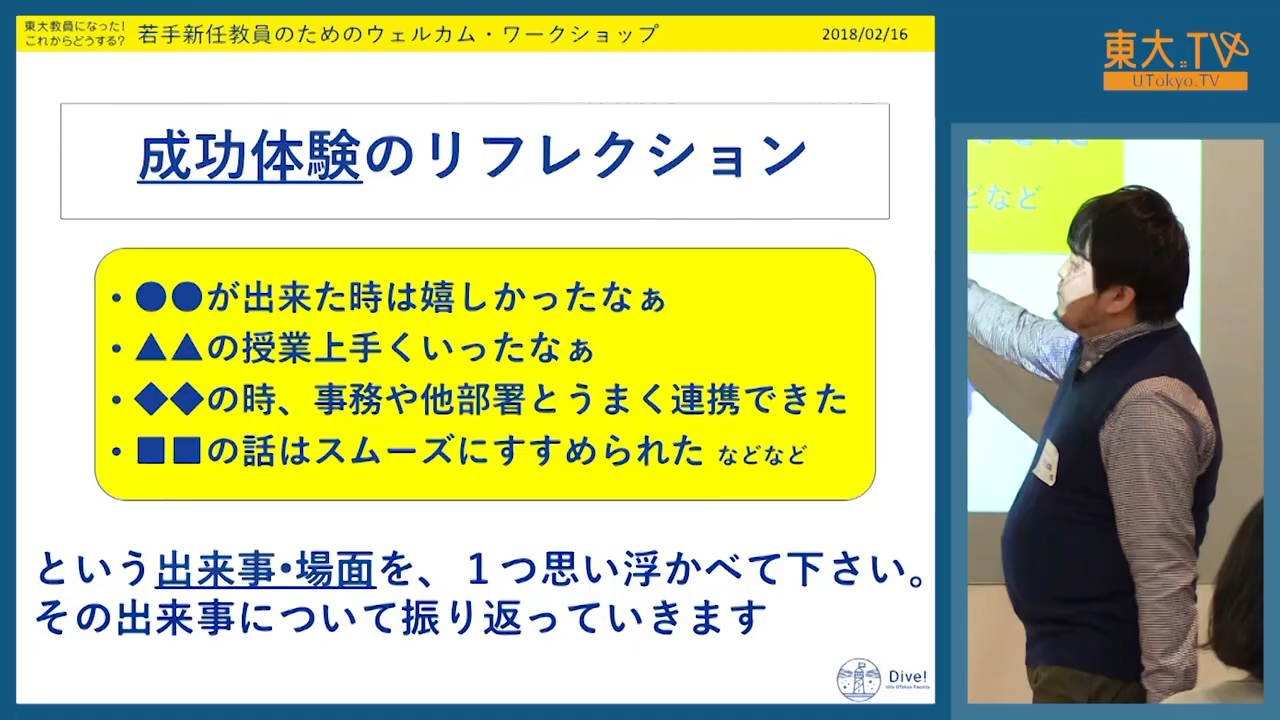 東大教員になった!
これからどうする?
若手新任教員のためのウェルカム・ワークショップ
2018/02/16
東大TV
UTokyo.TV
成功体験のリフレクション
・●●が出来た時は嬉しかったなぁ
・▲▲の授業上手くいったなぁ
・◆◆の時、事務や他部署とうまく連携できた
・■■の話はスムーズにすすめられた などなど
という出来事・場面を、1つ思い浮かべて下さい。
その出来事について振り返っていきます
Dive!
Into UTokyo Faculty
どなど